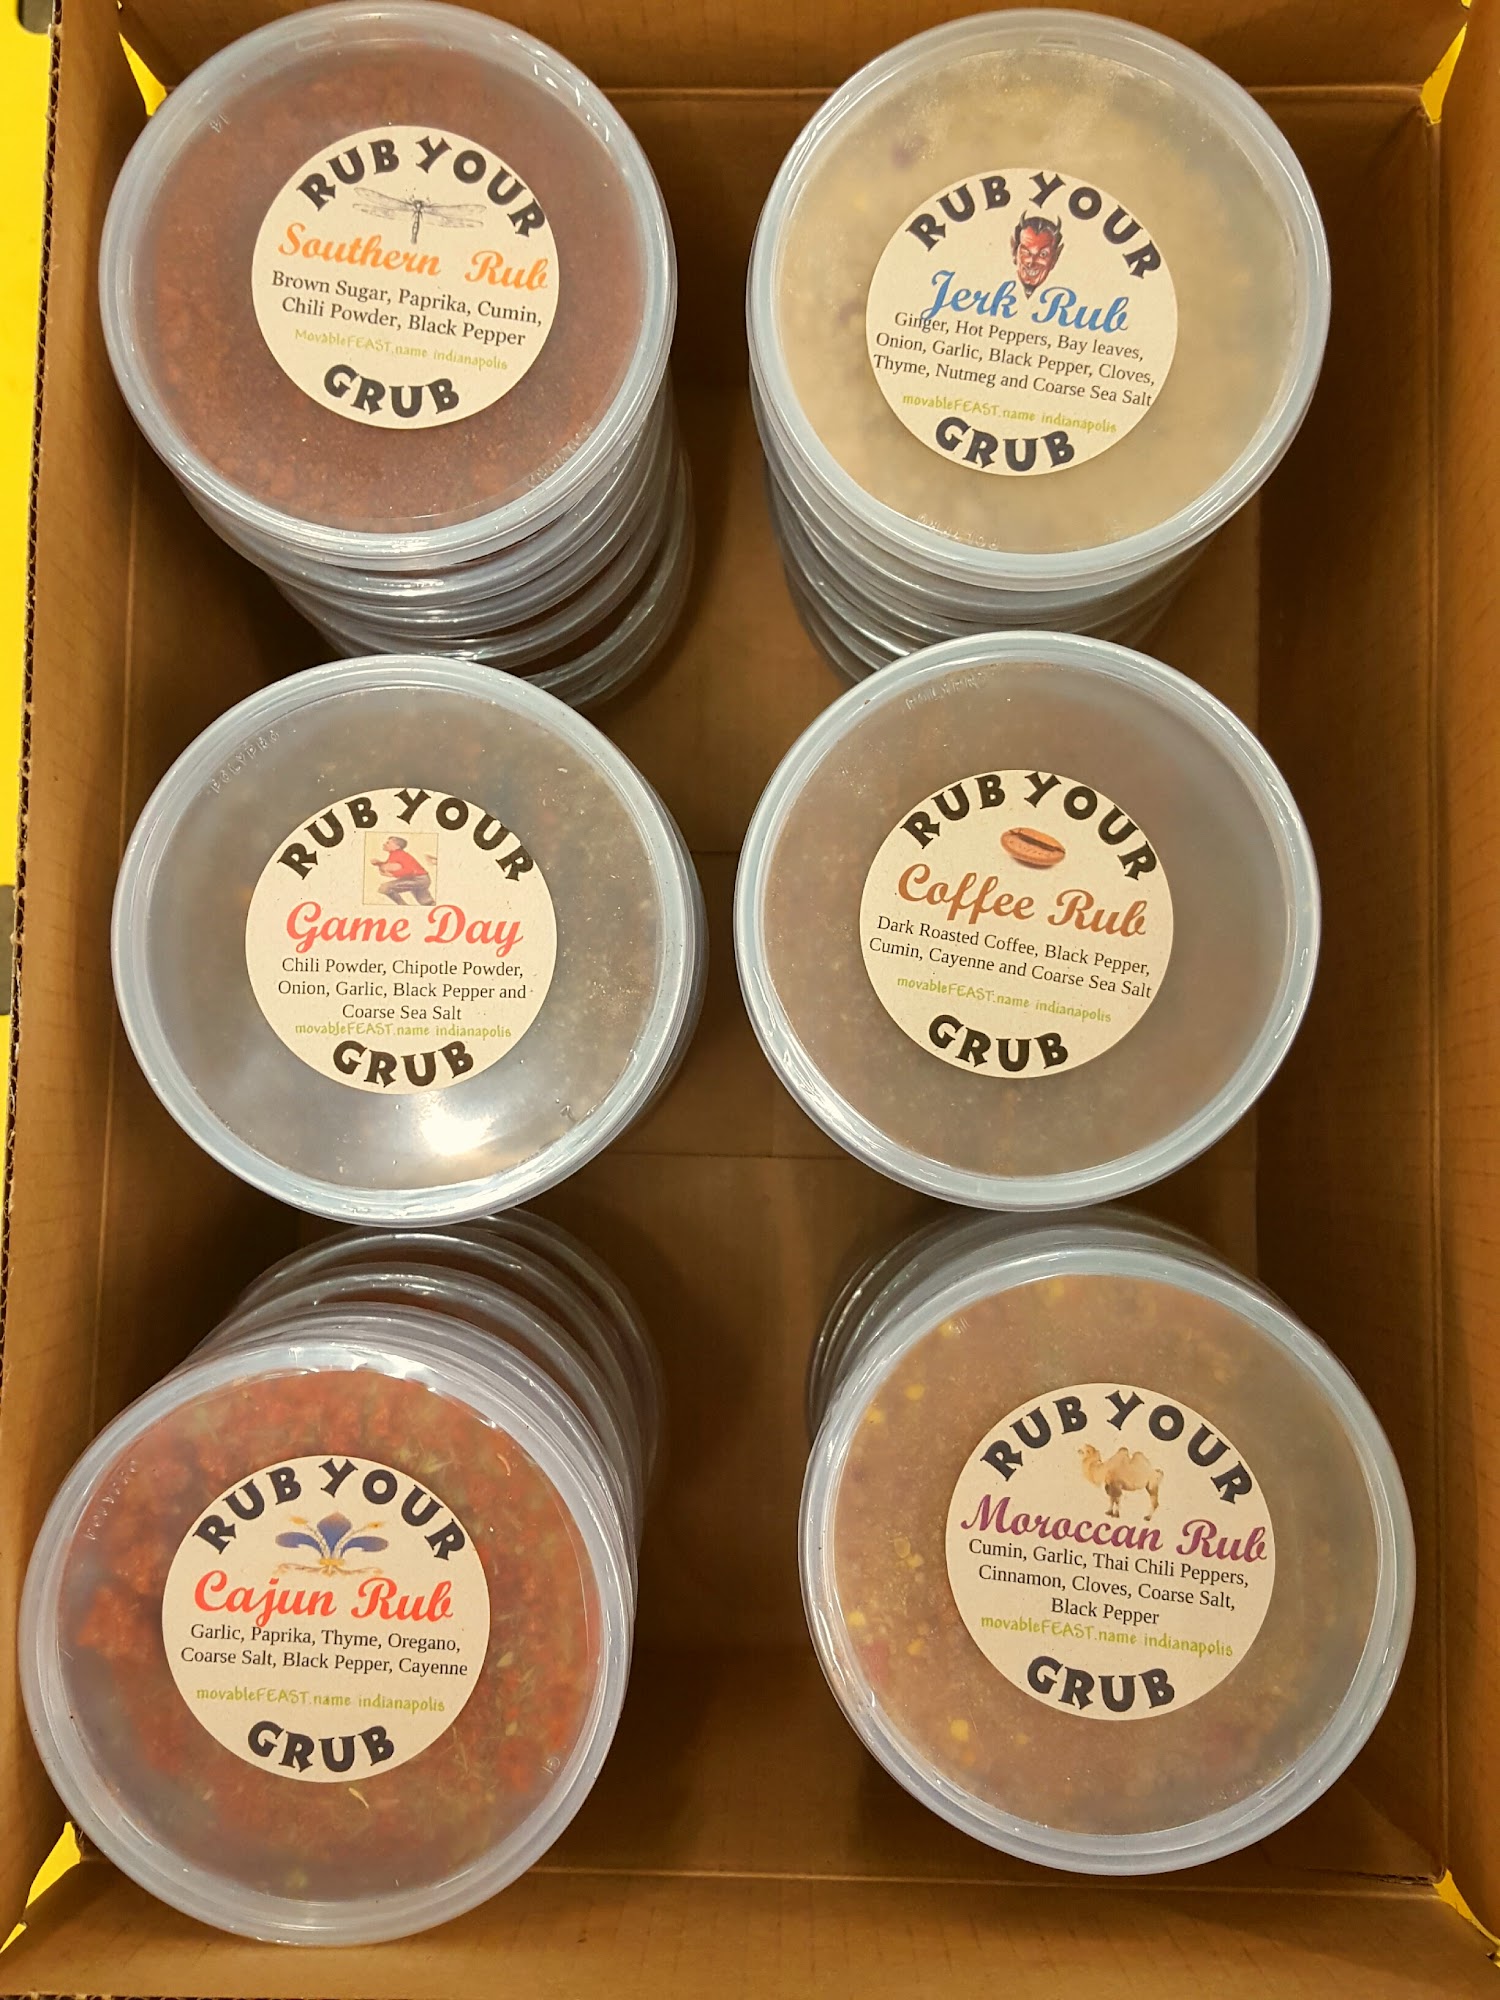 RUB YOUR
Southern Rub
Brown Sugar, Paprika, Cumin,
Chili Powder, Black Pepper
MovableFEAST.name indianapolis
GRUB
RUB YOUR
Jerk Rub
Ginger, Hot Peppers, Bay leaves,
Onion, Garlic, Black Pepper, Cloves,
Thyme, Nutmeg and Coarse Sea Salt
movableFEAST.name indianapolis
GRUB
RUB YOUR
Game Day
Chili Powder, Chipotle Powder,
Onion, Garlic, Black Pepper and
Coarse Sea Salt
movableFEAST.name indianapolis
GRUB
RUB YOUR
Coffee Rub
Dark Roasted Coffee, Black Pepper,
Cumin, Cayenne and Coarse Sea Salt
movableFEAST.name indianapolis
GRUB
RUB YOUR
Cajun Rub
Garlic, Paprika, Thyme, Oregano,
Coarse Salt, Black Pepper, Cayenne
movableFEAST.name indianapolis
GRUB
RUB YOUR
Moroccan Rub
Cumin, Garlic, Thai Chili Peppers,
Cinnamon, Cloves, Coarse Salt,
Black Pepper
movableFEAST.name indianapolis
GRUB